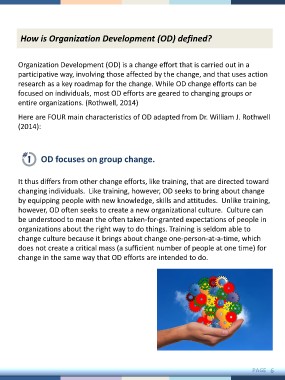 How is Organization Development (OD) defined?
Organization Development (OD) is a change effort that is carried out in a
participative way, involving those affected by the change, and that uses action
research as a key roadmap for the change. While OD change efforts can be
focused on individuals, most OD efforts are geared to changing groups or
entire organizations. (Rothwell, 2014)
Here are FOUR main characteristics of OD adapted from Dr. William J. Rothwell
(2014):
1 OD focuses on group change.
It thus differs from other change efforts, like training, that are directed toward
changing individuals. Like training, however, OD seeks to bring about change
by equipping people with new knowledge, skills and attitudes. Unlike training,
however, OD often seeks to create a new organizational culture. Culture can
be understood to mean the often taken-for-granted expectations of people in
organizations about the right way to do things. Training is seldom able to
change culture because it brings about change one-person-at-a-time, which
does not create a critical mass (a sufficient number of people at one time) for
change in the same way that OD efforts are intended to do.
PAGE 6